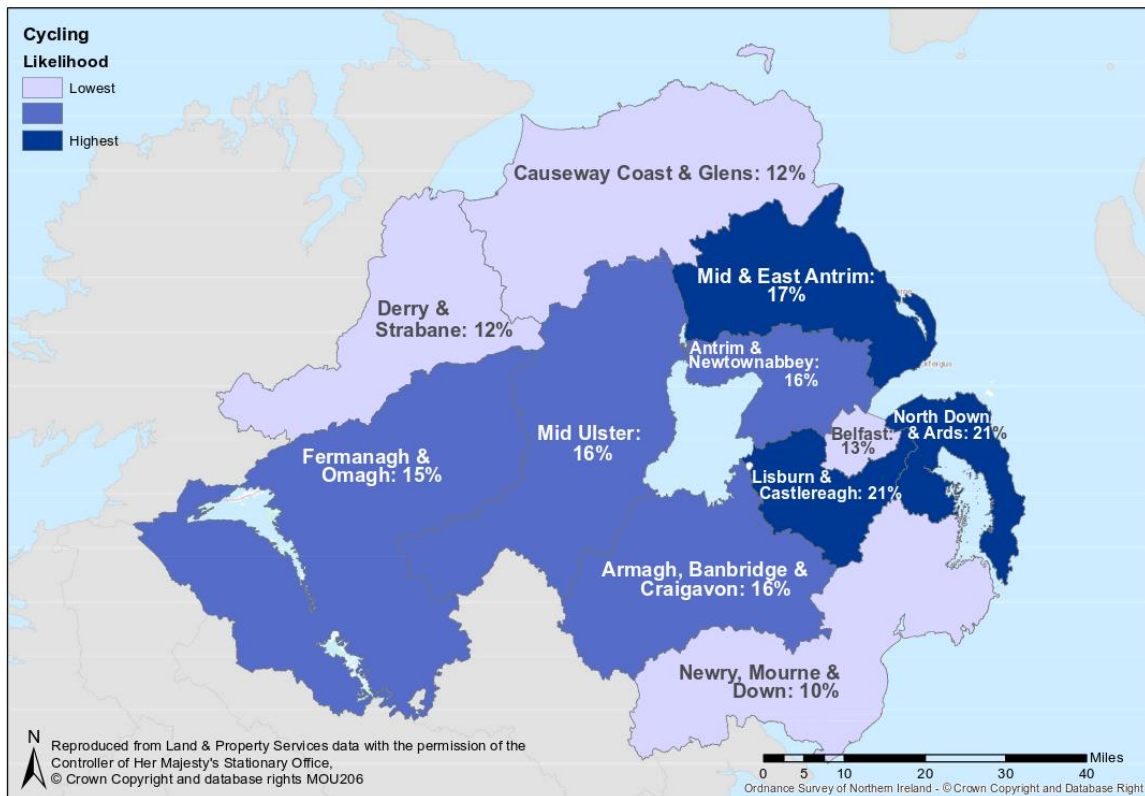 Cycling
Likelihood
Lowest
Highest
Causeway Coast & Glens: 12%
Mid & East Antrim:
17%
Derry &
Strabane: 12%
Antrim &
Newtownabbey:
16%
North Down
& Ards: 21%
Belfast:
13%
Mid Ulster:
16%
Fermanagh &
Omagh: 15%
Lisburn &
Castlereagh: 21%
Armagh, Banbridge &
Craigavon: 16%
Newry, Mourne &
Down: 10%
N
Reproduced from Land & Property Services data with the permission of the
Controller of Her Majesty's Stationary Office,
© Crown Copyright and database rights MOU206
Miles
0 5 10 20 30 40
Ordnance Survey of Northern Ireland - © Crown Copyright and Database Right